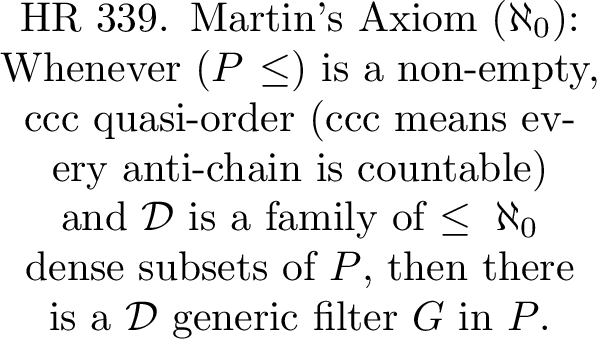 HR 339. Martin's Axiom (ℵ₀):
Whenever (P ≤) is a non-empty,
ccc quasi-order (ccc means ev-
ery anti-chain is countable)
and 𝒟 is a family of ≤ ℵ₀
dense subsets of P, then there
is a 𝒟 generic filter G in P.